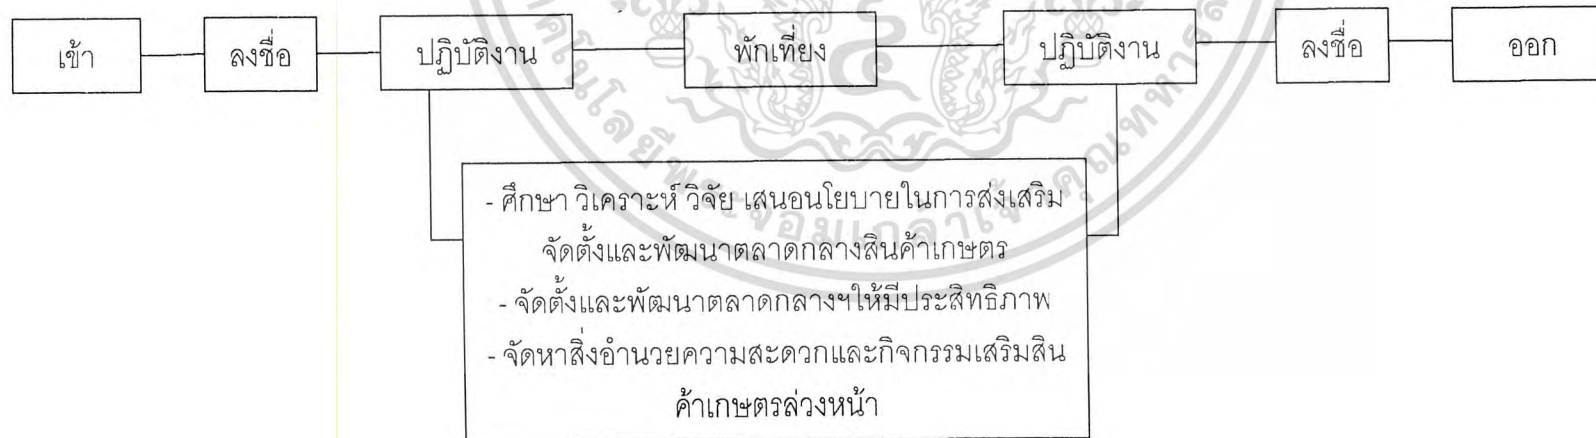 เข้า
ลงชื่อ
ปฏิบัติงาน
พักเที่ยง
ปฏิบัติงาน
ลงชื่อ
ออก
- ศึกษา วิเคราะห์ วิจัย เสนอนโยบายในการส่งเสริม
จัดตั้งและพัฒนาตลาดกลางสินค้าเกษตร
- จัดตั้งและพัฒนาตลาดกลางฯให้มีประสิทธิภาพ
- จัดหาสิ่งอำนวยความสะดวกและกิจกรรมเสริมสิน
ค้าเกษตรล่วงหน้า